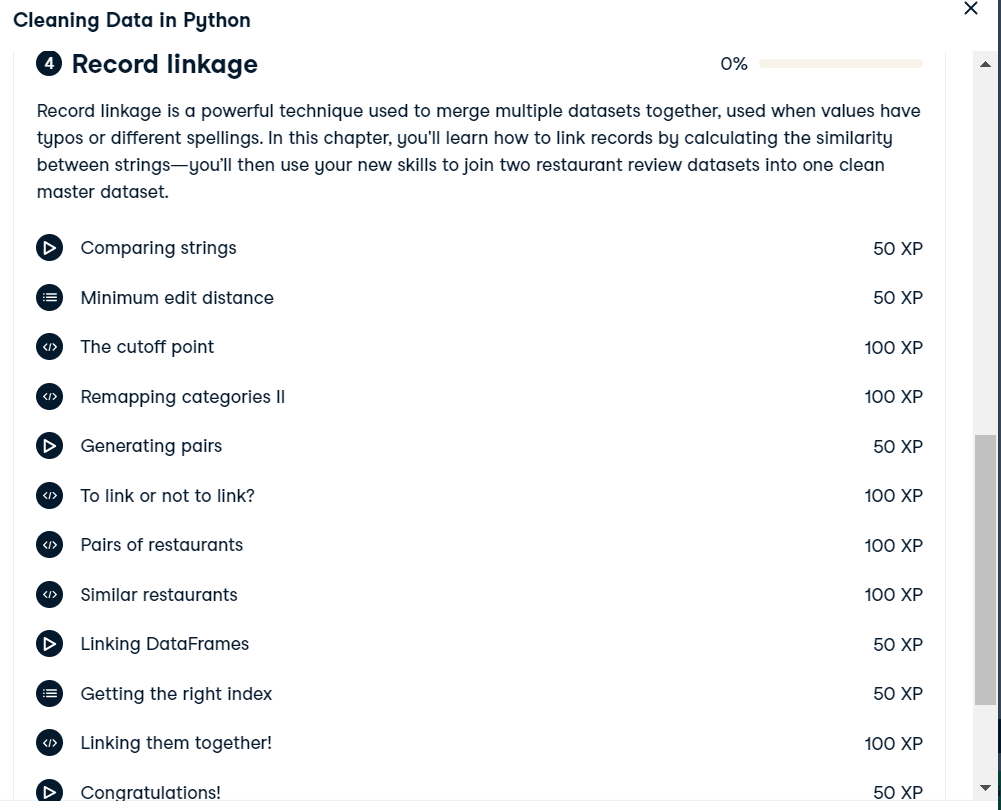 Cleaning Data in Python
4 Record linkage 0%
Record linkage is a powerful technique used to merge multiple datasets together, used when values have
typos or different spellings. In this chapter, you'll learn how to link records by calculating the similarity
between strings—you'll then use your new skills to join two restaurant review datasets into one clean
master dataset.
Comparing strings 50 XP
Minimum edit distance 50 XP
The cutoff point 100 XP
Remapping categories II 100 XP
Generating pairs 50 XP
To link or not to link? 100 XP
Pairs of restaurants 100 XP
Similar restaurants 100 XP
Linking DataFrames 50 XP
Getting the right index 50 XP
Linking them together! 100 XP
Congratulations! 50 XP